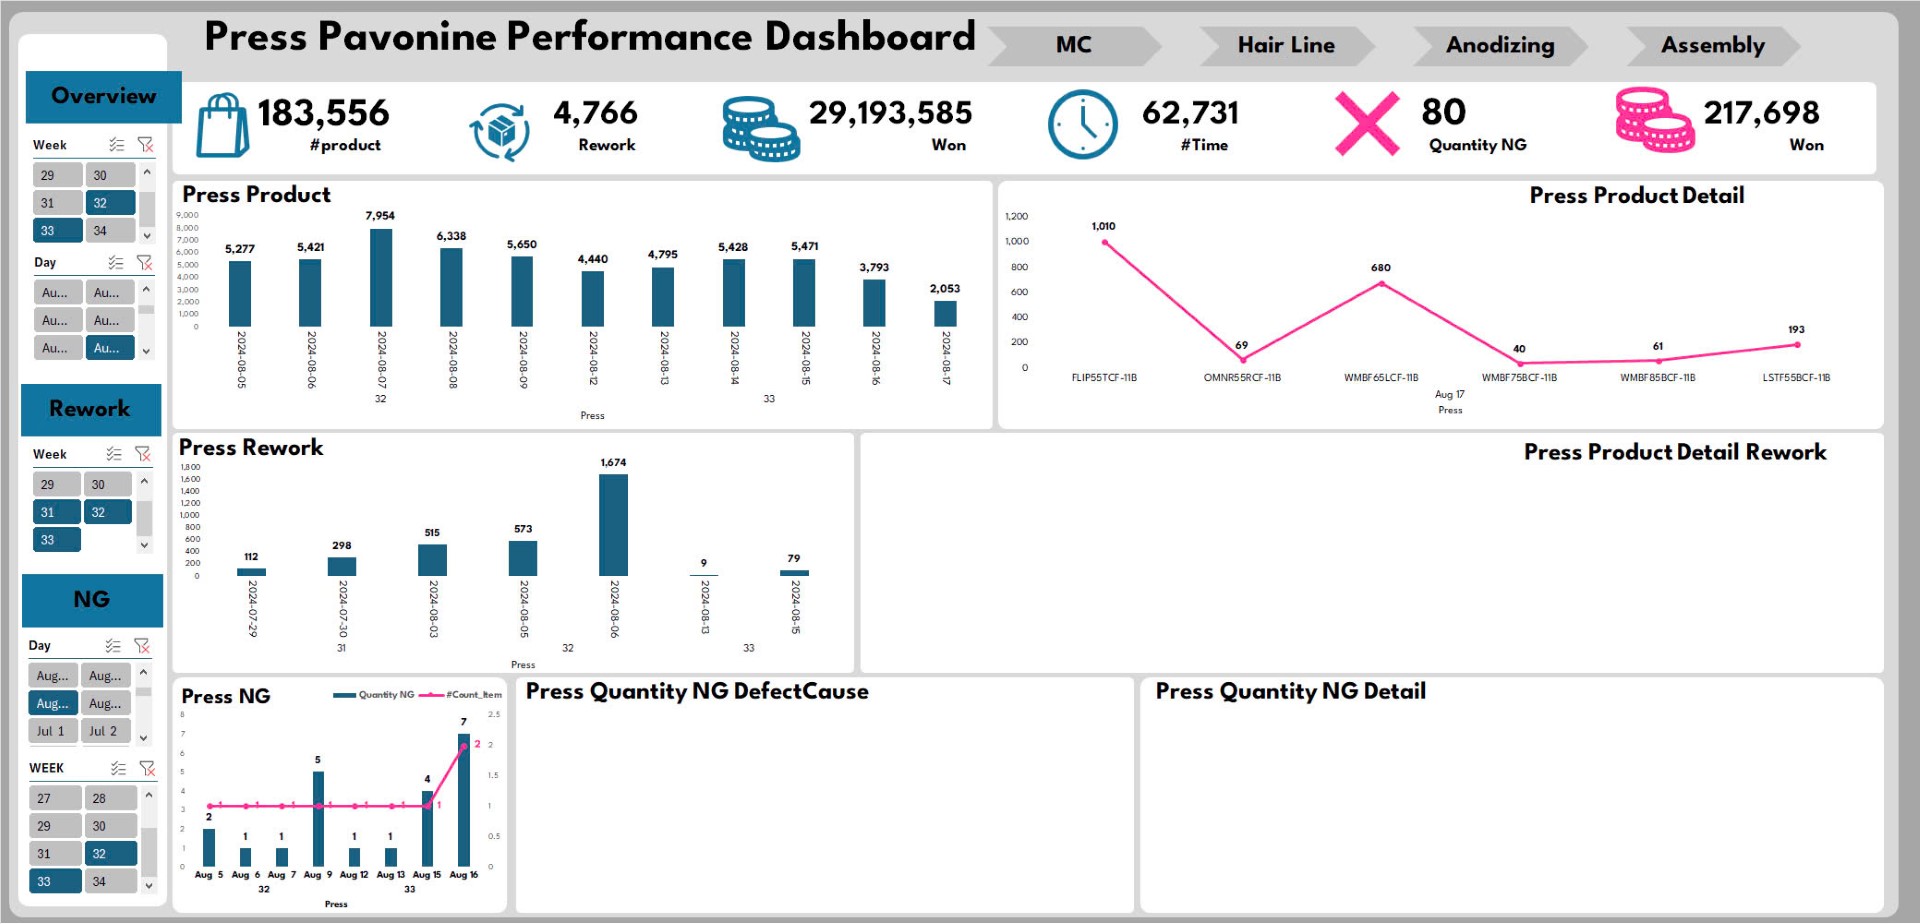 Press Pavonine Performance Dashboard
MC
Hair Line
Anodizing
Assembly
Overview
183,556
#product
4,766
Rework
29,193,585
Won
62,731
#Time
80
Quantity NG
217,698
Won
Week
29 30
31 32
33 34
Day
Au... Au...
Au... Au...
Au... Au...
Rework
Week
29 30
31 32
33
NG
Day
Aug... Aug...
Aug... Aug...
Jul 1 Jul 2
WEEK
27 28
29 30
31 32
33 34
Press Product
9,000
8,000
7,000
6,000
5,000
4,000
3,000
2,000
1,000
0
5,277
5,421
7,954
6,338
5,650
4,440
4,795
5,428
5,471
3,793
2,053
2024-08-05
2024-08-06
2024-08-07
2024-08-08
2024-08-09
2024-08-12
2024-08-13
2024-08-14
2024-08-15
2024-08-16
2024-08-17
32
33
Press
Press Product Detail
1,200
1,000
800
600
400
200
0
1,010
69
680
40
61
193
FLIP55TCF-11B
OMNR55RCF-11B
WMBF65LCF-11B
WMBF75BCF-11B
WMBF85BCF-11B
LSTF55BCF-11B
Aug 17
Press
Press Rework
1,800
1,600
1,400
1,200
1,000
800
600
400
200
0
112
298
515
573
1,674
9
79
2024-07-29
2024-07-30
2024-08-03
2024-08-05
2024-08-06
2024-08-13
2024-08-15
31
32
33
Press
Press Product Detail Rework
Press NG
Quantity NG
#Count_Item
8
7
6
5
4
3
2
1
0
2.5
2
1.5
1
0.5
0
2
1
1
5
1
1
4
7
1
1
1
1
1
1
1
2
Aug 5
Aug 6
Aug 7
Aug 9
Aug 12
Aug 13
Aug 15
Aug 16
32
33
Press
Press Quantity NG DefectCause
Press Quantity NG Detail